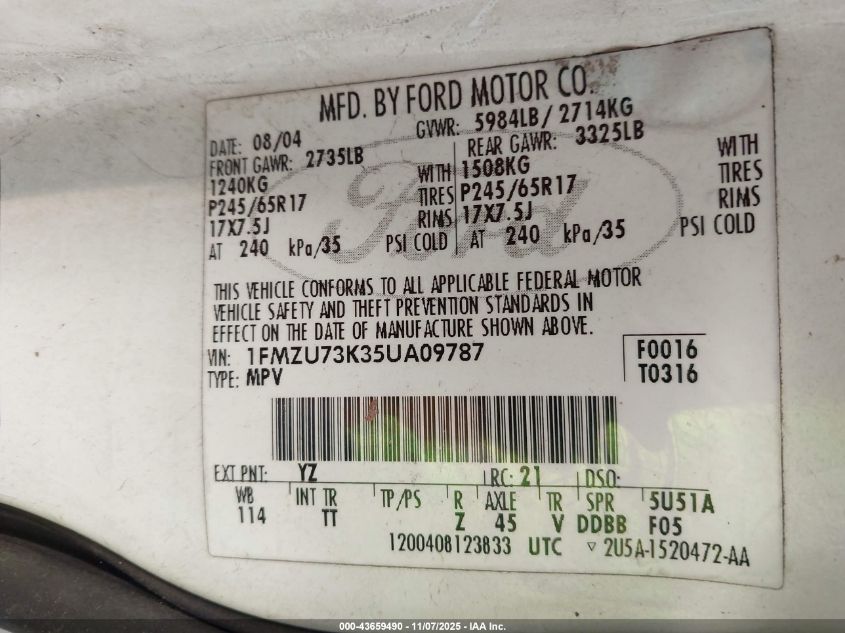 MFD. BY FORD MOTOR CO.
DATE: 08/04 GVWR: 5984LB/ 2714KG
FRONT GAWR: 2735LB REAR GAWR: 3325LB
1240KG WITH 1508KG WITH
P245/65R17 TIRES P245/65R17 TIRES
17X7.5J RIMS 17X7.5J RIMS
AT 240 kPa/35 PSI COLD AT 240 kPa/35 PSI COLD
Ford
THIS VEHICLE CONFORMS TO ALL APPLICABLE FEDERAL MOTOR
VEHICLE SAFETY AND THEFT PREVENTION STANDARDS IN
EFFECT ON THE DATE OF MANUFACTURE SHOWN ABOVE.
VIN: 1FMZU73K35UA09787 F0016
TYPE: MPV T0316
EXT PNT: YZ RC: 21 DSO:
WB INT TR TP/PS R AXLE TR SPR 5U51A
114 TT Z 45 V DDBB F05
1200408123833 UTC ▽ 2U5A-1520472-AA
000-43659490 - 11/07/2025 - IAA Inc.